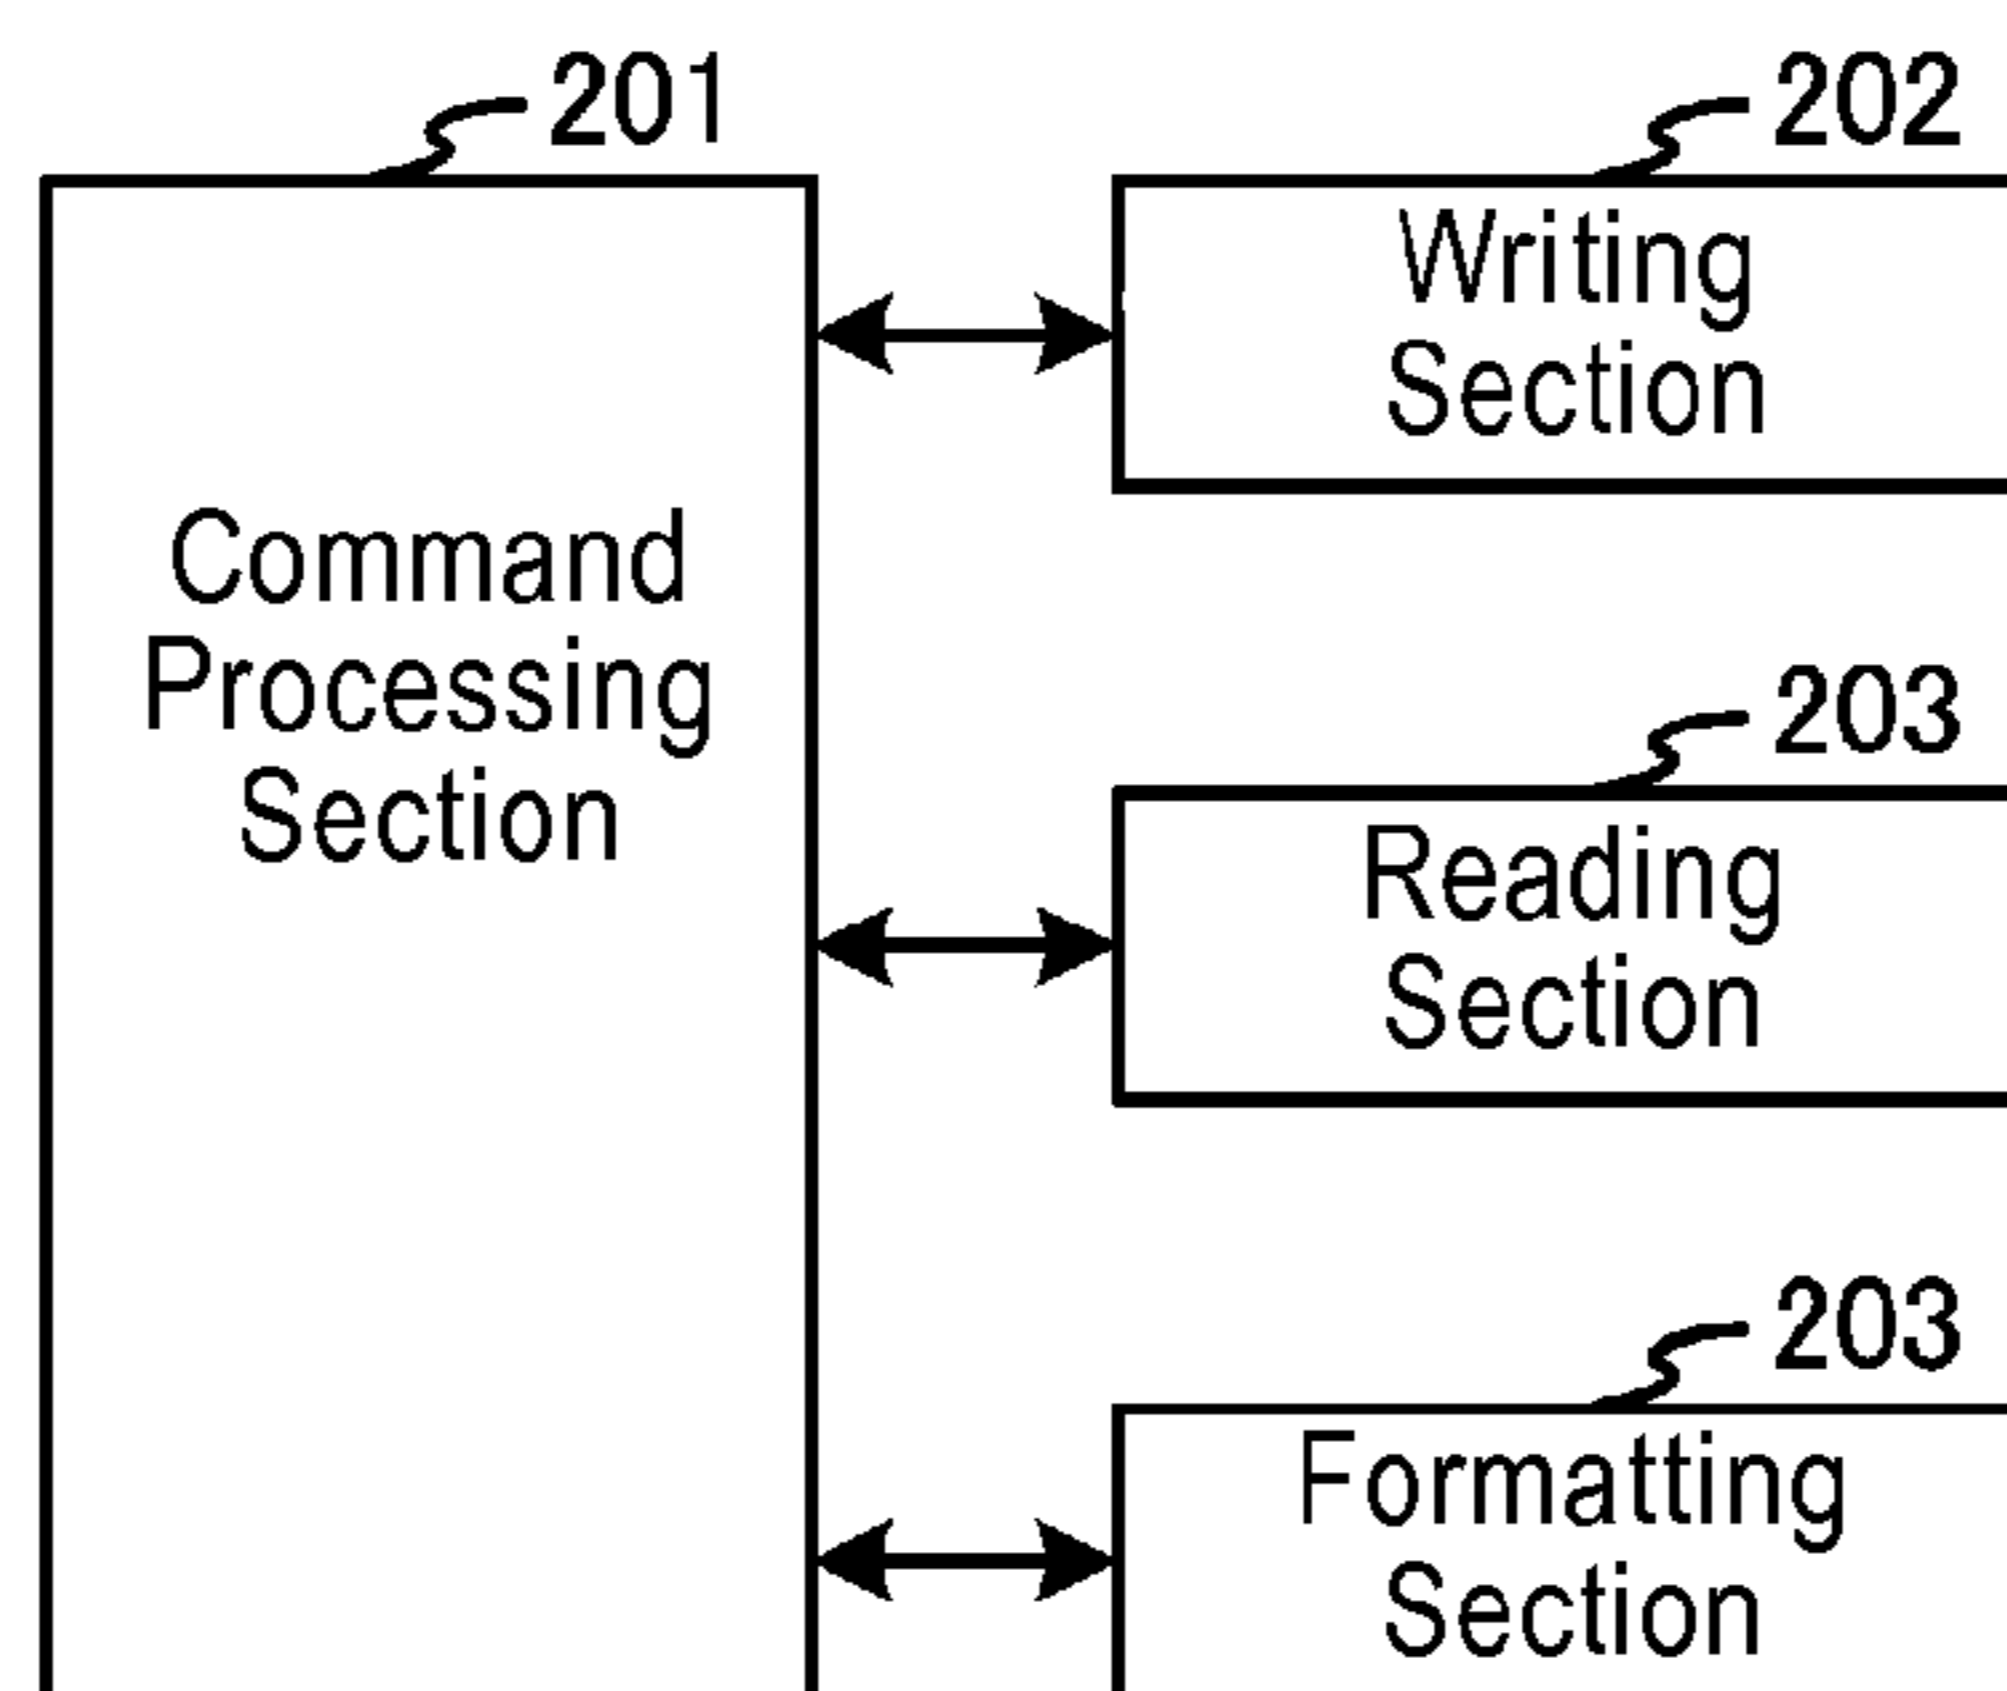 201
Command
Processing
Section
202
Writing
Section
203
Reading
Section
203
Formatting
Section